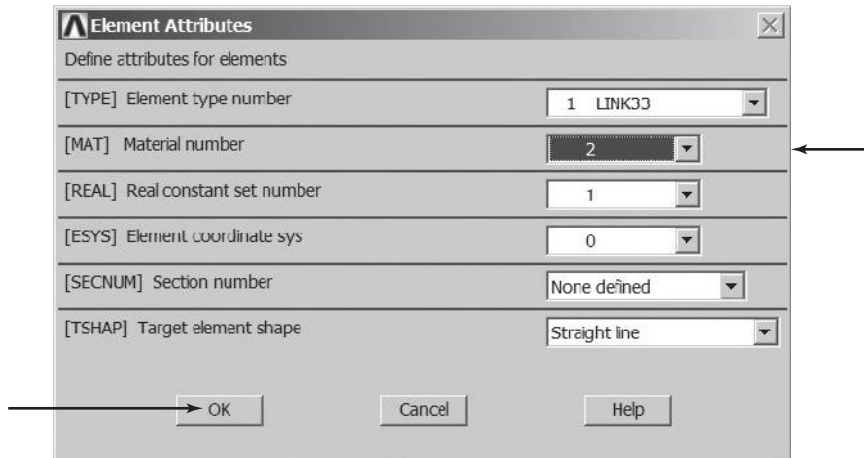 Element Attributes
Define attributes for elements
[TYPE] Element type number 1 LINK33
[MAT] Material number 2
[REAL] Real constant set number 1
[ESYS] Element coordinate sys 0
[SECNUM] Section number None defined
[TSHAP] Target element shape Straight line
OK Cancel Help